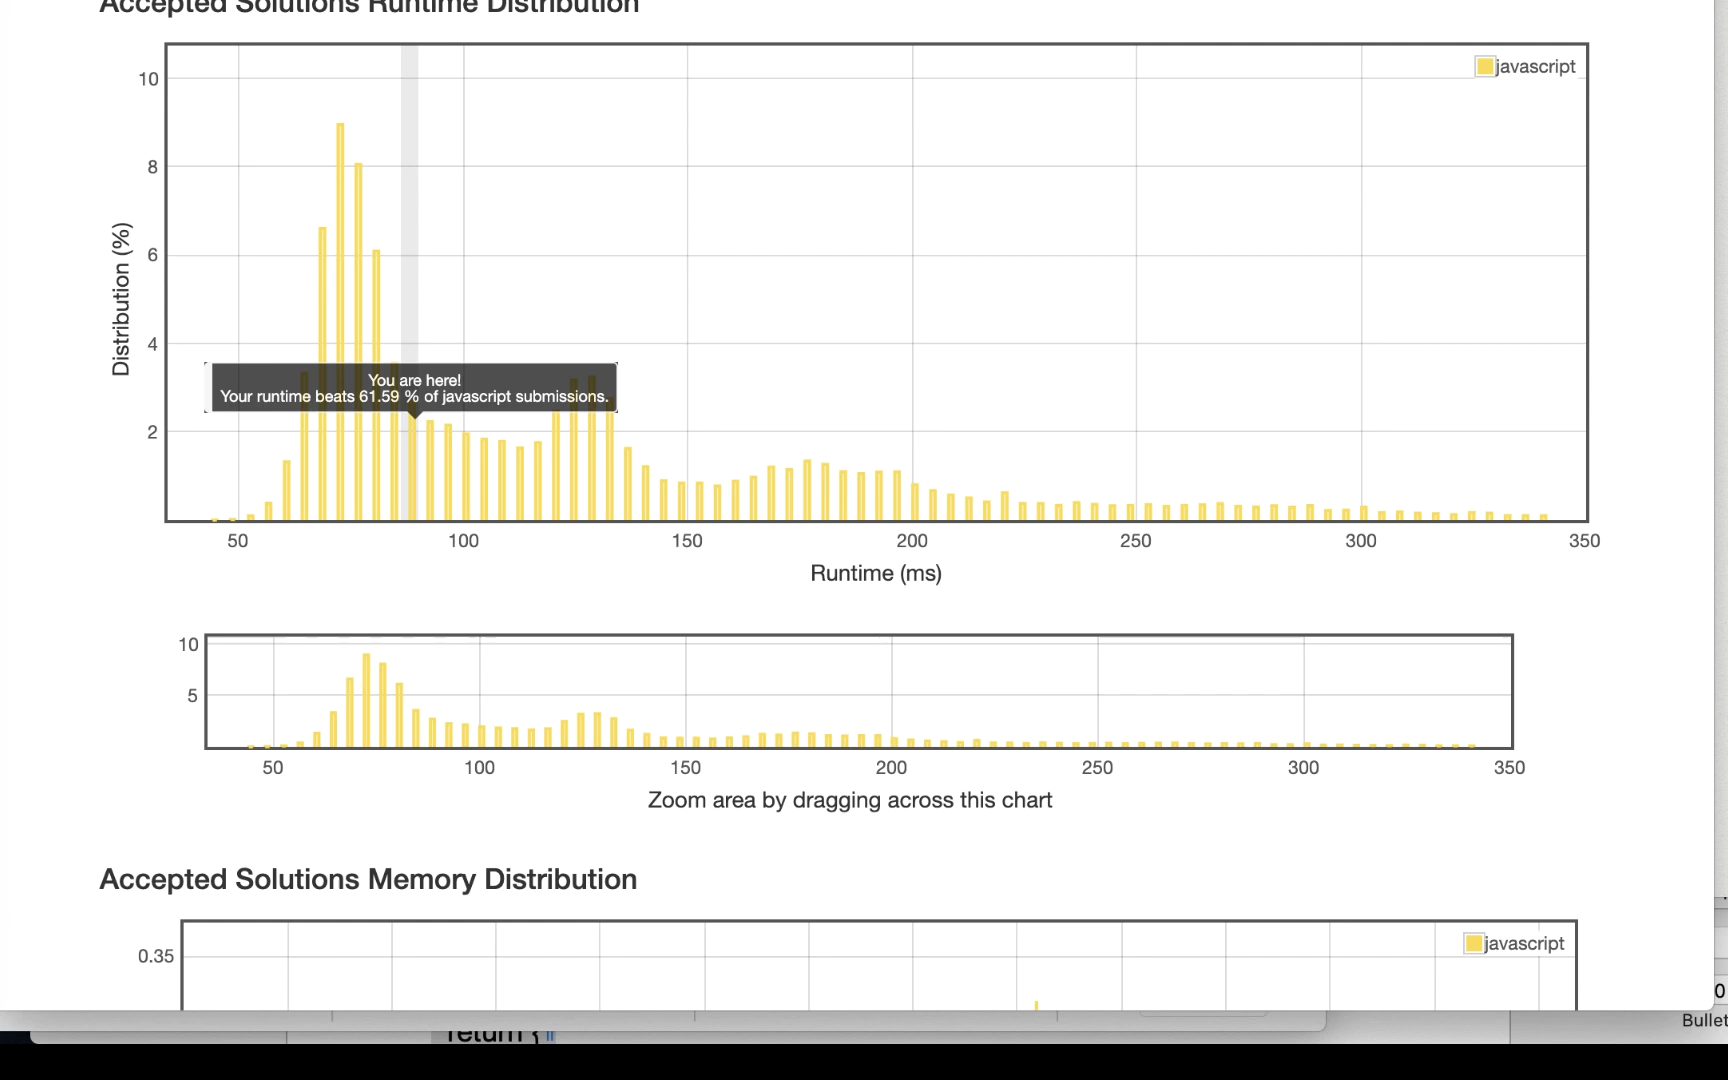 Accepted Solutions Runtime Distribution
javascript
10
8
6
4
2
Distribution (%)
You are here!
Your runtime beats 61.59 % of javascript submissions.
50 100 150 200 250 300 350
Runtime (ms)
10
5
50 100 150 200 250 300 350
Zoom area by dragging across this chart
Accepted Solutions Memory Distribution
javascript
0.35
0
Bullet
return {